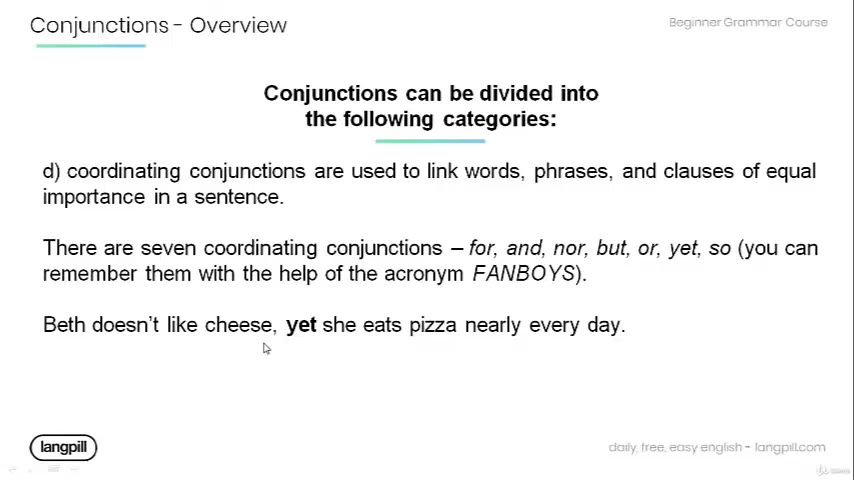 Conjunctions - Overview
Beginner Grammar Course
Conjunctions can be divided into
the following categories:
d) coordinating conjunctions are used to link words, phrases, and clauses of equal
importance in a sentence.
There are seven coordinating conjunctions – for, and, nor, but, or, yet, so (you can
remember them with the help of the acronym FANBOYS).
Beth doesn't like cheese, yet she eats pizza nearly every day.
langpill
daily, free, easy english - langpill.com